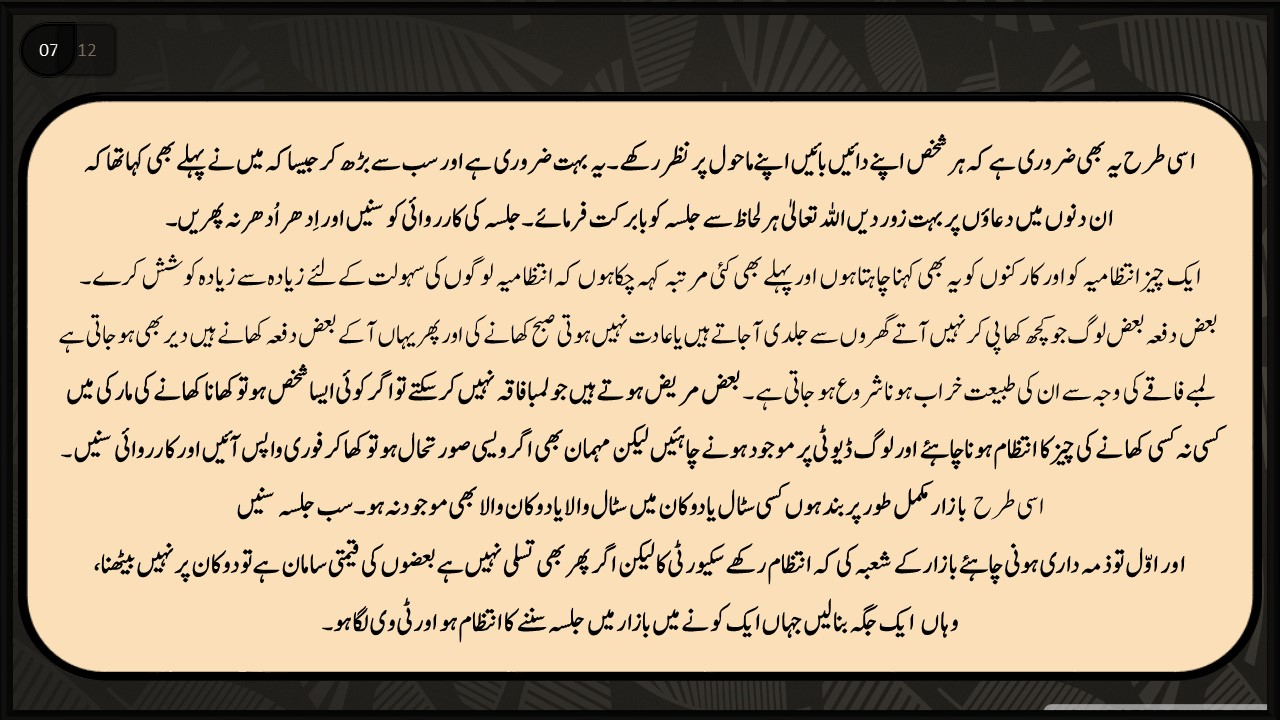 07 12
اسی طرح یہ بھی ضروری ہے کہ ہر شخص اپنے دائیں بائیں اپنے ماحول پر نظر رکھے۔ یہ بہت ضروری ہے اور سب سے بڑھ کر جیسا کہ میں نے پہلے بھی کہا تھا کہ
ان دنوں میں دعاؤں پر بہت زور دیں اللہ تعالیٰ ہر لحاظ سے جلسہ کو بابرکت فرمائے۔ جلسہ کی کارروائی کو سنیں اور اِدھر اُدھر نہ پھریں۔
ایک چیز انتظامیہ کو اور کارکنوں کو یہ بھی کہنا چاہتا ہوں اور پہلے بھی کئی مرتبہ کہہ چکا ہوں کہ انتظامیہ لوگوں کی سہولت کے لئے زیادہ سے زیادہ کوشش کرے۔
بعض دفعہ بعض لوگ جو کچھ کھا پی کر نہیں آتے گھروں سے جلدی آ جاتے ہیں یا عادت نہیں ہوتی صبح کھانے کی اور پھر یہاں آ کے بعض دفعہ کھانے ہیں دیر بھی ہو جاتی ہے
لمبے فاقے کی وجہ سے ان کی طبیعت خراب ہونا شروع ہو جاتی ہے۔ بعض مریض ہوتے ہیں جو لمبا فاقہ نہیں کر سکتے تو اگر کوئی ایسا شخص ہو تو کھانا کھانے کی مارکی میں
کسی نہ کسی کھانے کی چیز کا انتظام ہونا چاہئے اور لوگ ڈیوٹی پر موجود ہونے چاہئیں لیکن مہمان بھی اگر ویسی صورتحال ہو تو کھا کر فوری واپس آئیں اور کارروائی سنیں۔
اسی طرح بازار مکمل طور پر بند ہوں کسی سٹال یا دوکان میں سٹال والا یا دوکان والا بھی موجود نہ ہو۔ سب جلسہ سنیں
اور اوّل تو ذمہ داری ہونی چاہئے بازار کے شعبہ کی کہ انتظام رکھے سکیورٹی کا لیکن اگر پھر بھی تسلی نہیں ہے بعضوں کی قیمتی سامان ہے تو دوکان پر نہیں بیٹھنا،
وہاں ایک جگہ بنا لیں جہاں ایک کونے میں بازار میں جلسہ سننے کا انتظام ہو اور ٹی وی لگا ہو۔